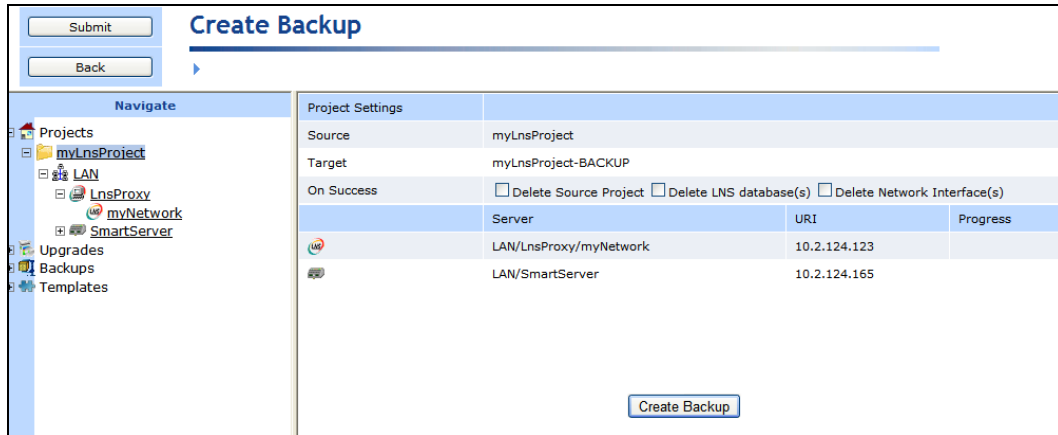 Submit
Create Backup
Back
Navigate
Projects
myLnsProject
LAN
LnsProxy
myNetwork
SmartServer
Upgrades
Backups
Templates
Project Settings
Source myLnsProject
Target myLnsProject-BACKUP
On Success Delete Source Project Delete LNS database(s) Delete Network Interface(s)
Server URI Progress
LAN/LnsProxy/myNetwork 10.2.124.123
LAN/SmartServer 10.2.124.165
Create Backup